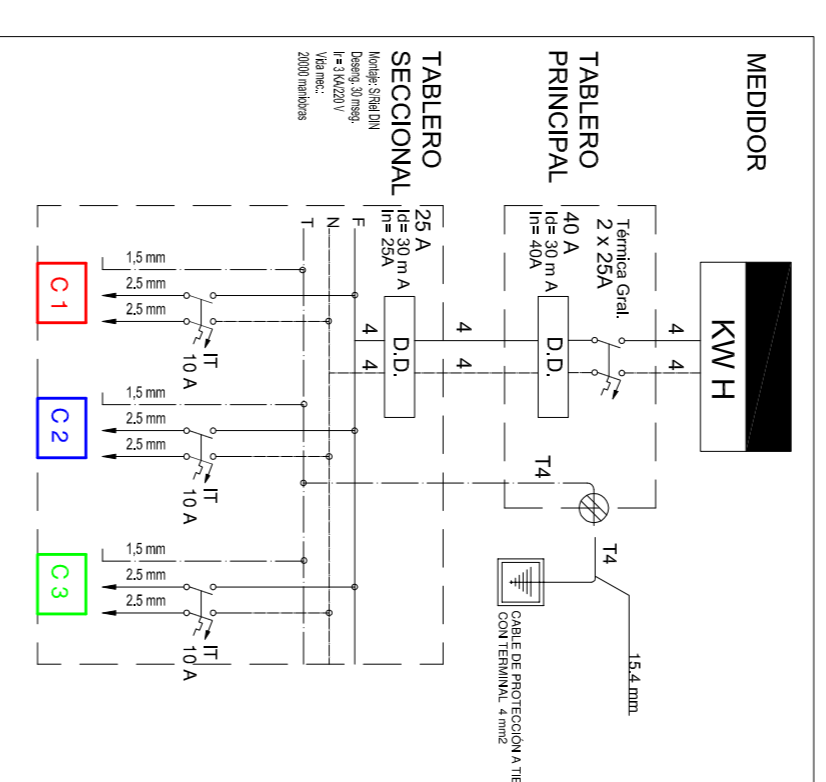 MEDIDOR
KW H
4
4
TABLERO
PRINCIPAL
Térmica Gral.
2 x 25A
40 A
Id= 30 m A
In= 40A
D.D.
T4
T4
15,4 mm
CABLE DE PROTECCIÓN A TIE
CON TERMINAL 4 mm2
4
4
TABLERO
SECCIONAL
Montaje: S/Riel DIN
Deseng. 30 mseg.
Ir = 3 KA/220 V
Vida mec.:
20000 maniobras
25 A
Id= 30 m A
In= 25A
D.D.
4
4
F
N
T
1,5 mm
2.5 mm
2.5 mm
IT
10 A
C 1
1,5 mm
2.5 mm
2.5 mm
IT
10 A
C 2
1,5 mm
2.5 mm
2.5 mm
IT
10 A
C 3